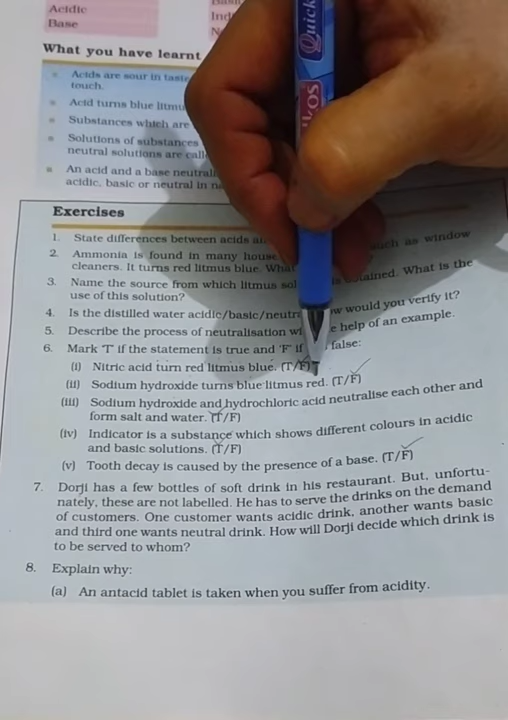 Acidic
Base
Ind
Quick
What you have learnt
Acids are sour in taste
touch.
Acid turns blue litmu
Substances which are
Solutions of substances
neutral solutions are call
An acid and a base neutrali
acidic, basic or neutral in na
Exercises
1. State differences between acids an
2. Ammonia is found in many house such as window
cleaners. It turns red litmus blue. What obtained. What is the
3. Name the source from which litmus sol
use of this solution?
4. Is the distilled water acidic/basic/neutr ow would you verify it?
5. Describe the process of neutralisation wi e help of an example.
6. Mark 'T' if the statement is true and 'F' if false:
(i) Nitric acid turn red litmus blue. (T/F)
(ii) Sodium hydroxide turns blue litmus red. (T/F)
(iii) Sodium hydroxide and hydrochloric acid neutralise each other and
form salt and water. (T/F)
(iv) Indicator is a substance which shows different colours in acidic
and basic solutions. (T/F)
(v) Tooth decay is caused by the presence of a base. (T/F)
7. Dorji has a few bottles of soft drink in his restaurant. But, unfortu-
nately, these are not labelled. He has to serve the drinks on the demand
of customers. One customer wants acidic drink, another wants basic
and third one wants neutral drink. How will Dorji decide which drink is
to be served to whom?
8. Explain why:
(a) An antacid tablet is taken when you suffer from acidity.